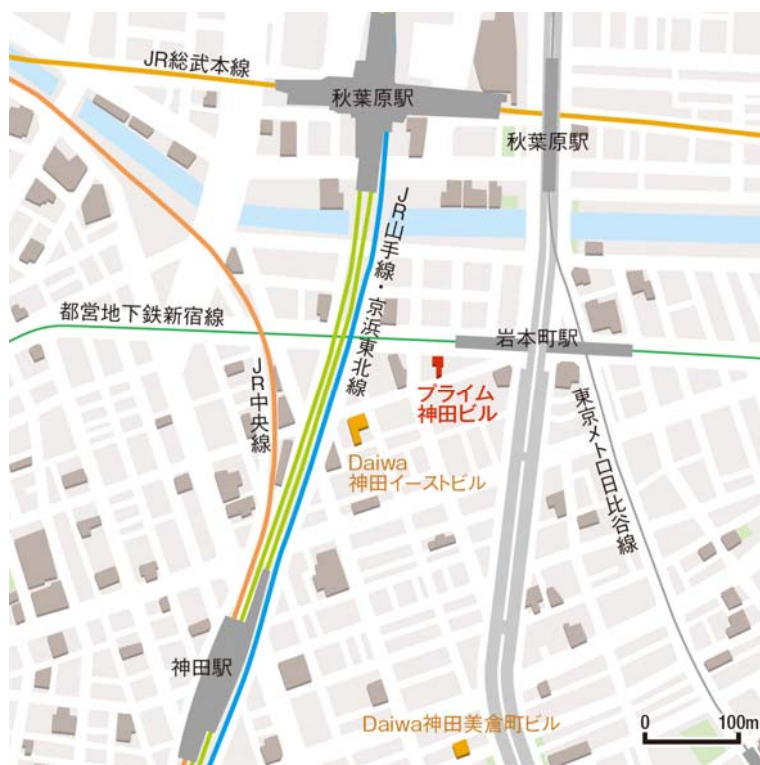 JR総武本線
秋葉原駅
秋葉原駅
JR山手線・京浜東北線
都営地下鉄新宿線
岩本町駅
JR中央線
プライム
神田ビル
東京メトロ日比谷線
Daiwa
神田イーストビル
神田駅
Daiwa神田美倉町ビル
0 100m